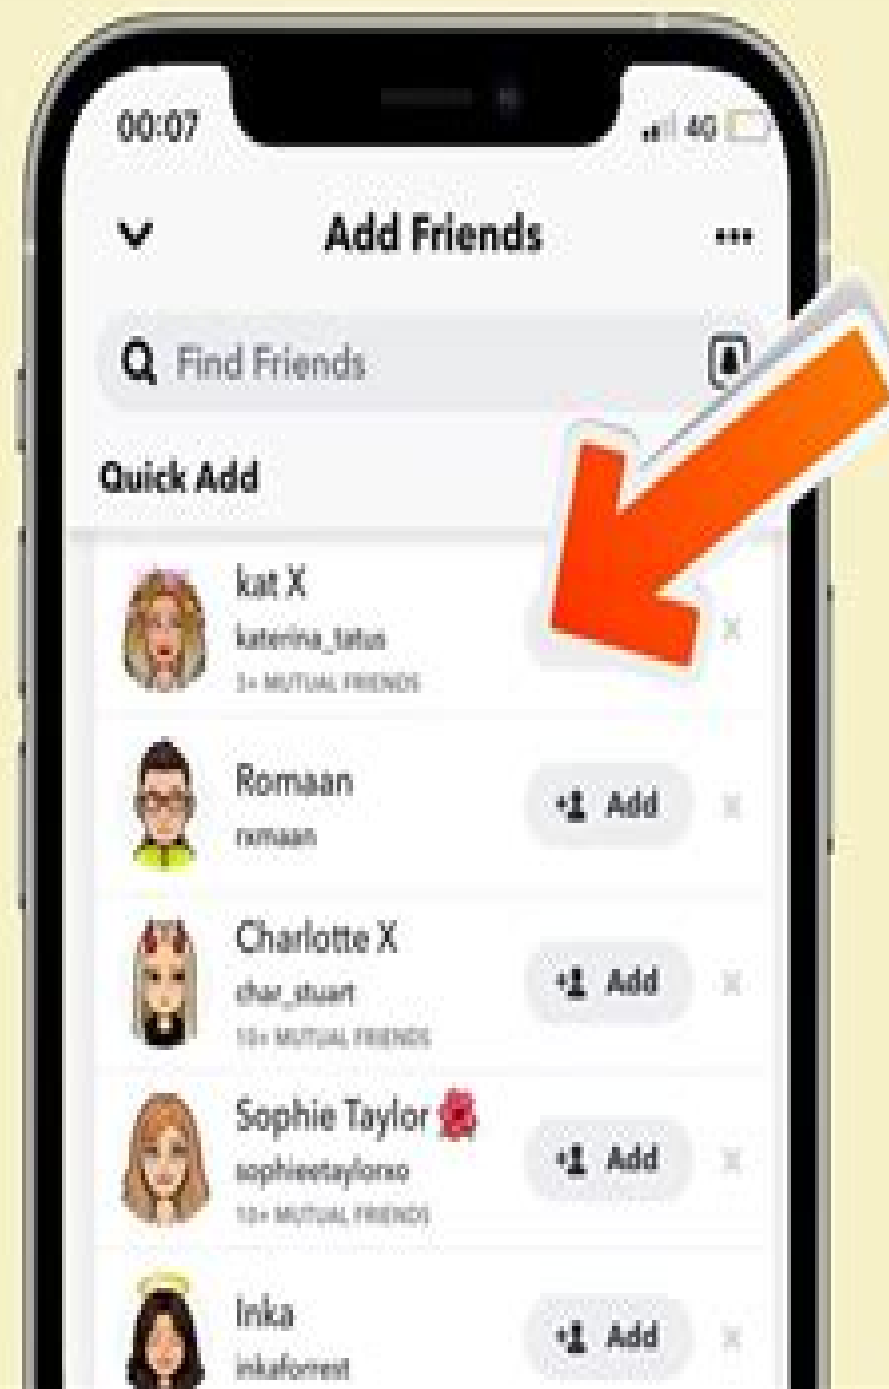 00:07
4G
Add Friends
Find Friends
Quick Add
kat X
katerina_tatus
3+ MUTUAL FRIENDS
Romaan
rxmaan
Add
Charlotte X
char_stuart
10+ MUTUAL FRIENDS
Add
Sophie Taylor
sophieetaylorxo
10+ MUTUAL FRIENDS
Add
Inka
inkaforrest
Add